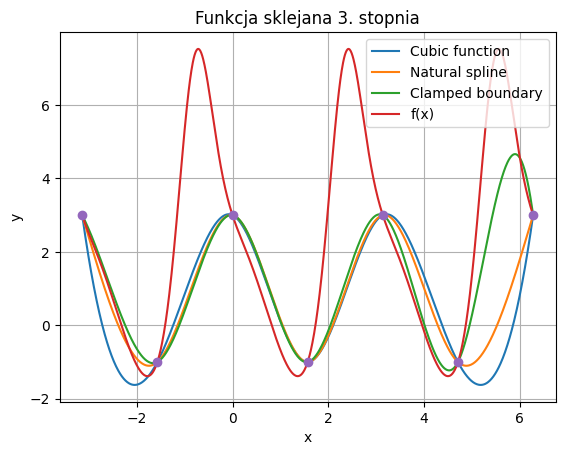 Funkcja sklejana 3. stopnia
Cubic function
Natural spline
Clamped boundary
f(x)
6
4
2
0
−2
y
−2
0
2
4
6
x